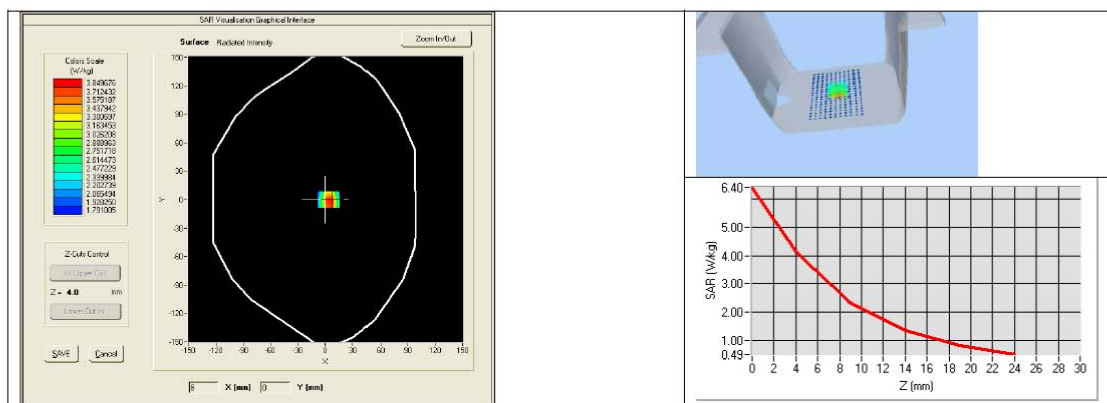 SAR Visualisation Graphical Interface
Surface Radiated Intensity
Zoom In/Out
Colors Scale
(W/kg)
3.849676
3.712432
3.575187
3.437942
3.300697
3.163453
3.026208
2.888963
2.751718
2.614473
2.477229
2.339984
2.202739
2.065494
1.928250
1.791005
150
120
90
60
30
0
-30
-60
-90
-120
-150
Y
-150 -120 -90 -60 -30 0 30 60 90 120 150
X
Z-Cuts Control
Z = 4.0 mm
SAVE
Cancel
8 X (mm) 0 Y (mm)
SAR (W/kg)
6.40
5.00
4.00
3.00
2.00
1.00
0.49
0 2 4 6 8 10 12 14 16 18 20 22 24 26 30
Z (mm)